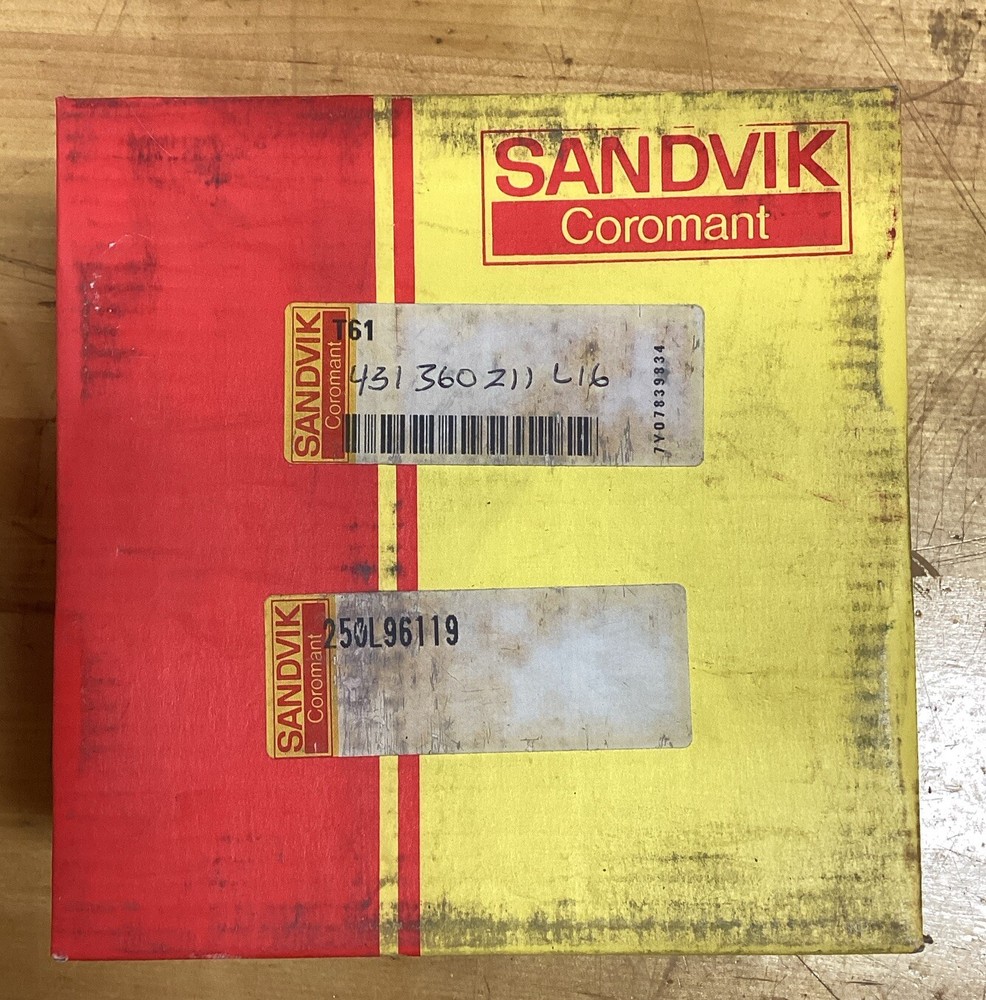 SANDVIK
Coromant
SANDVIK
Coromant
T61
431 360 211 L16
7Y07839834
SANDVIK
Coromant
250L96119